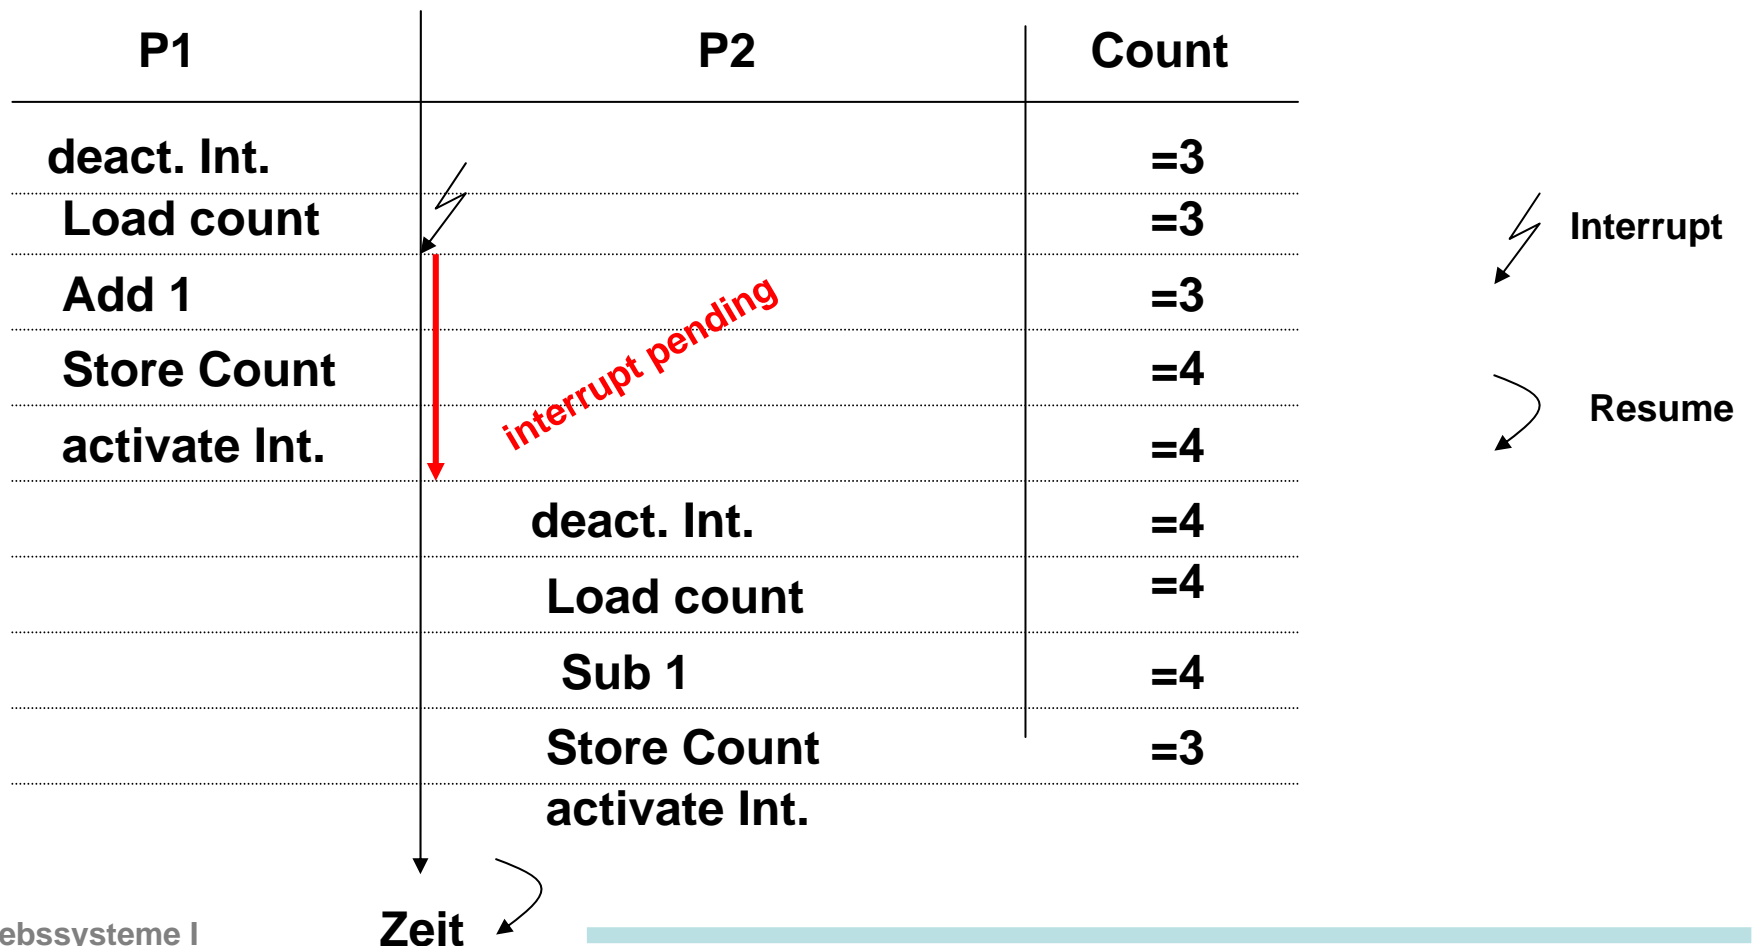 P1 P2 Count
deact. Int. =3
Load count =3
Interrupt
Add 1 =3
interrupt pending
Store Count =4
Resume
activate Int. =4
deact. Int. =4
Load count =4
Sub 1 =4
Store Count =3
activate Int.
Zeit
ebssysteme I